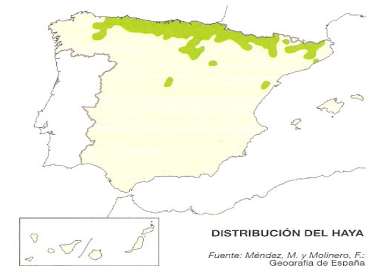 DISTRIBUCIÓN DEL HAYA
Fuente: Méndez, M. y Molinero, F.:
Geografía de España